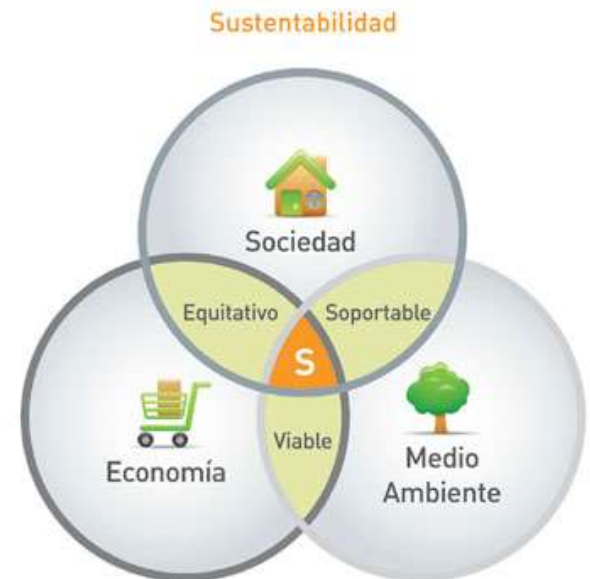 Sustentabilidad
Sociedad
Equitativo
Soportable
S
Viable
Economía
Medio
Ambiente